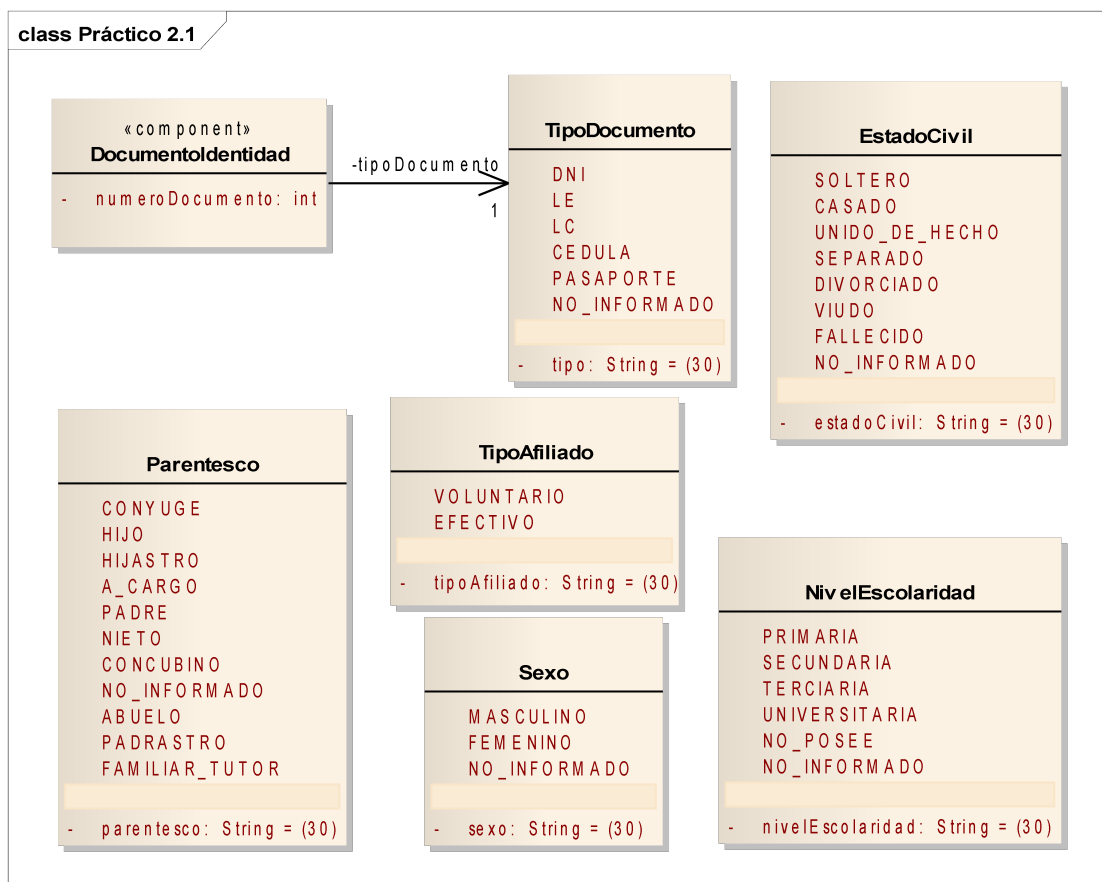 class Práctico 2.1
«component»
DocumentoIdentidad
- numeroDocumento: int
-tipoDocumento
1
TipoDocumento
DNI
LE
LC
CEDULA
PASAPORTE
NO_INFORMADO
- tipo: String = (30)
EstadoCivil
SOLTERO
CASADO
UNIDO_DE_HECHO
SEPARADO
DIVORCIADO
VIUDO
FALLECIDO
NO_INFORMADO
- estadoCivil: String = (30)
Parentesco
CONYUGE
HIJO
HIJASTRO
A_CARGO
PADRE
NIETO
CONCUBINO
NO_INFORMADO
ABUELO
PADRASTRO
FAMILIAR_TUTOR
- parentesco: String = (30)
TipoAfiliado
VOLUNTARIO
EFECTIVO
- tipoAfiliado: String = (30)
Sexo
MASCULINO
FEMENINO
NO_INFORMADO
- sexo: String = (30)
NivelEscolaridad
PRIMARIA
SECUNDARIA
TERCIARIA
UNIVERSITARIA
NO_POSEE
NO_INFORMADO
- nivelEscolaridad: String = (30)